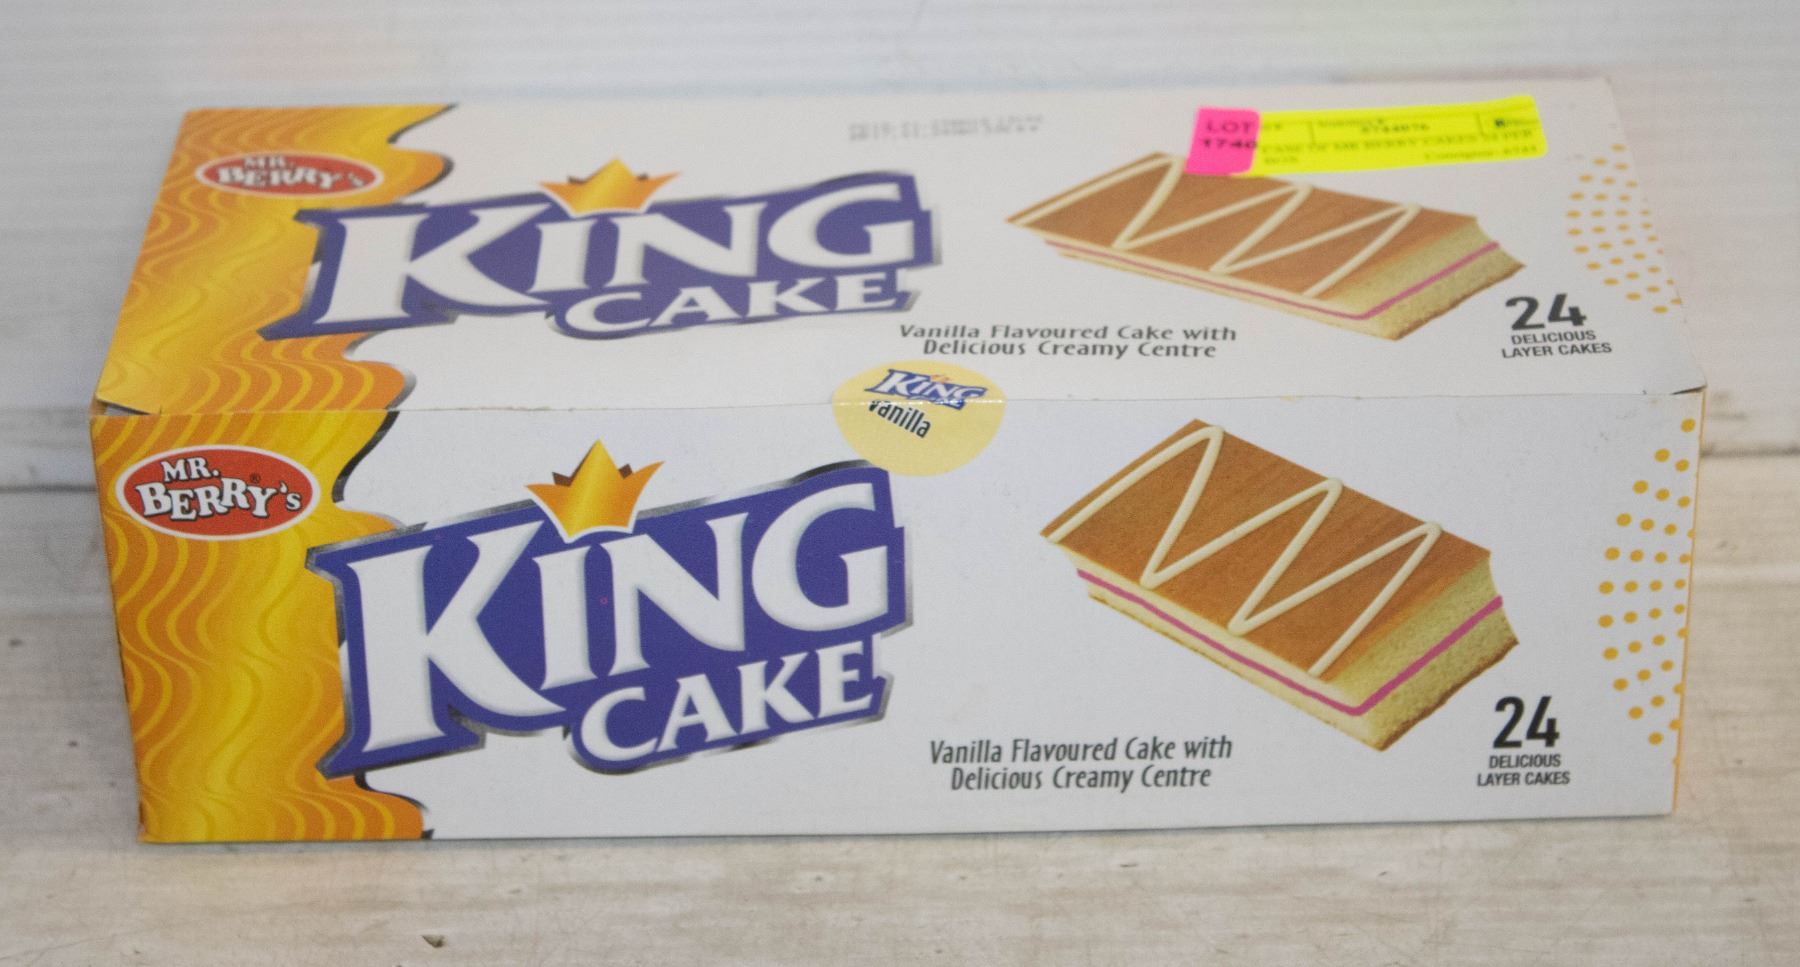 LOT
1740
MR.
BERRY'S
KING
CAKE
Vanilla Flavoured Cake with
Delicious Creamy Centre
24
DELICIOUS
LAYER CAKES
KING
vanilla
MR.
BERRY'S®
KING
CAKE
Vanilla Flavoured Cake with
Delicious Creamy Centre
24
DELICIOUS
LAYER CAKES